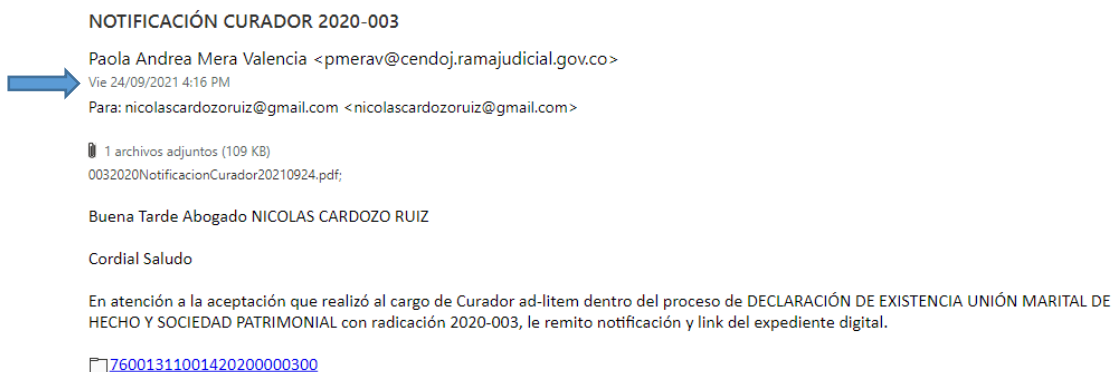 NOTIFICACIÓN CURADOR 2020-003
Paola Andrea Mera Valencia <pmerav@cendoj.ramajudicial.gov.co>
Vie 24/09/2021 4:16 PM
Para: nicolascardozoruiz@gmail.com <nicolascardozoruiz@gmail.com>
1 archivos adjuntos (109 KB)
0032020NotificacionCurador20210924.pdf;
Buena Tarde Abogado NICOLAS CARDOZO RUIZ
Cordial Saludo
En atención a la aceptación que realizó al cargo de Curador ad-litem dentro del proceso de DECLARACIÓN DE EXISTENCIA UNIÓN MARITAL DE
HECHO Y SOCIEDAD PATRIMONIAL con radicación 2020-003, le remito notificación y link del expediente digital.
76001311001420200000300